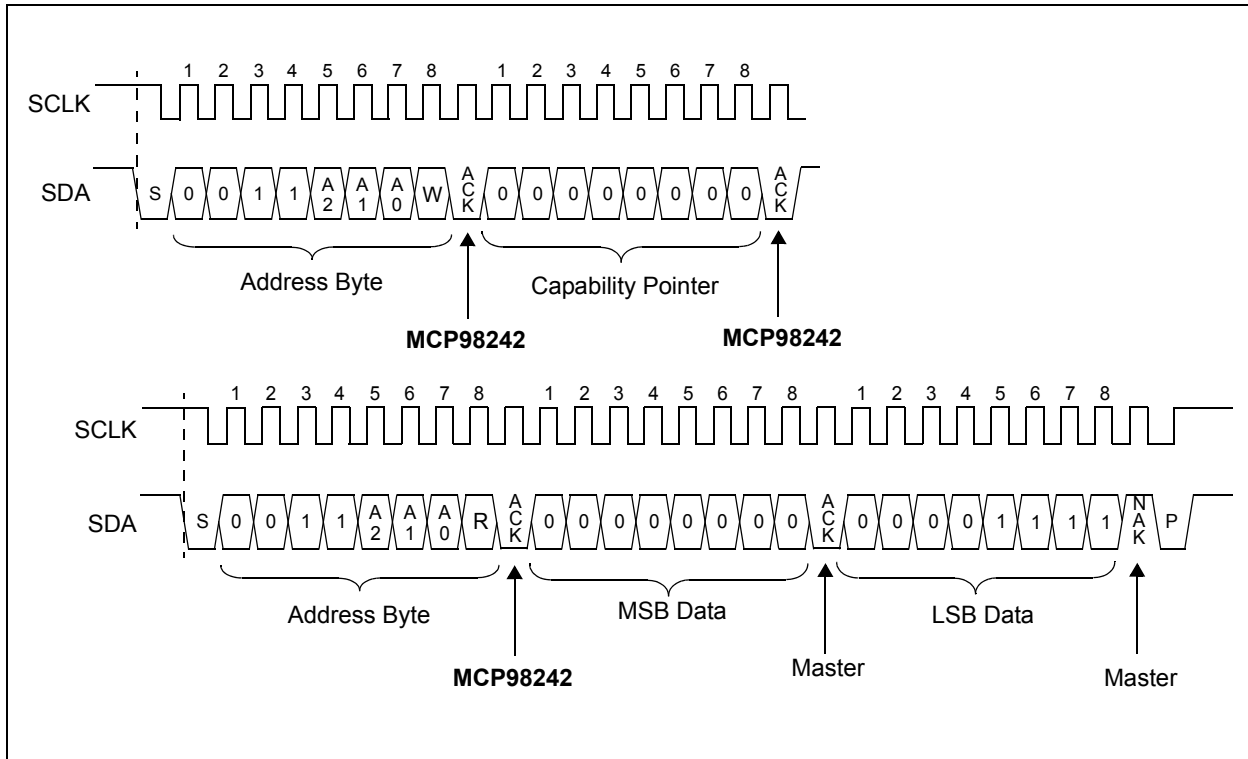 1 2 3 4 5 6 7 8 1 2 3 4 5 6 7 8
SCLK
SDA S 0 0 1 1 A2 A1 A0 W ACK 0 0 0 0 0 0 0 0 ACK
Address Byte Capability Pointer
MCP98242 MCP98242
1 2 3 4 5 6 7 8 1 2 3 4 5 6 7 8 1 2 3 4 5 6 7 8
SCLK
SDA S 0 0 1 1 A2 A1 A0 R ACK 0 0 0 0 0 0 0 0 ACK 0 0 0 0 1 1 1 1 NAK P
Address Byte MSB Data LSB Data
MCP98242 Master Master